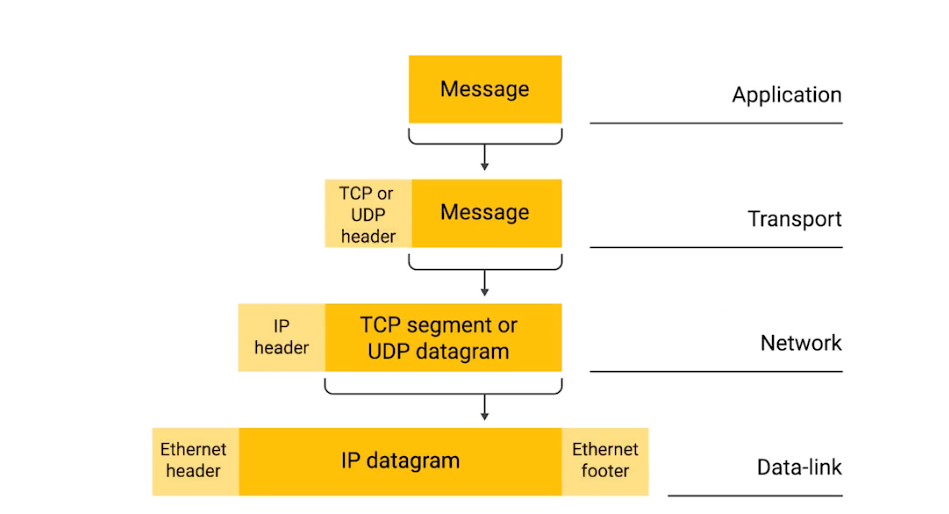 Message
Application
TCP or
UDP
header
Message
Transport
IP
header
TCP segment or
UDP datagram
Network
Ethernet
header
IP datagram
Ethernet
footer
Data-link